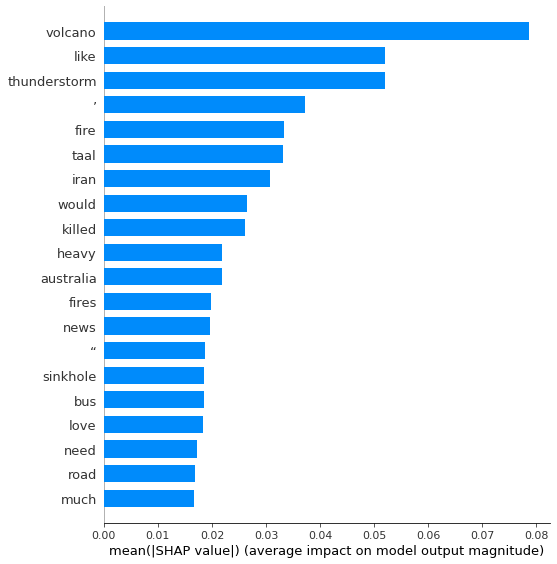 volcano
like
thunderstorm
’
fire
taal
iran
would
killed
heavy
australia
fires
news
“
sinkhole
bus
love
need
road
much
0.00 0.01 0.02 0.03 0.04 0.05 0.06 0.07 0.08
mean(|SHAP value|) (average impact on model output magnitude)